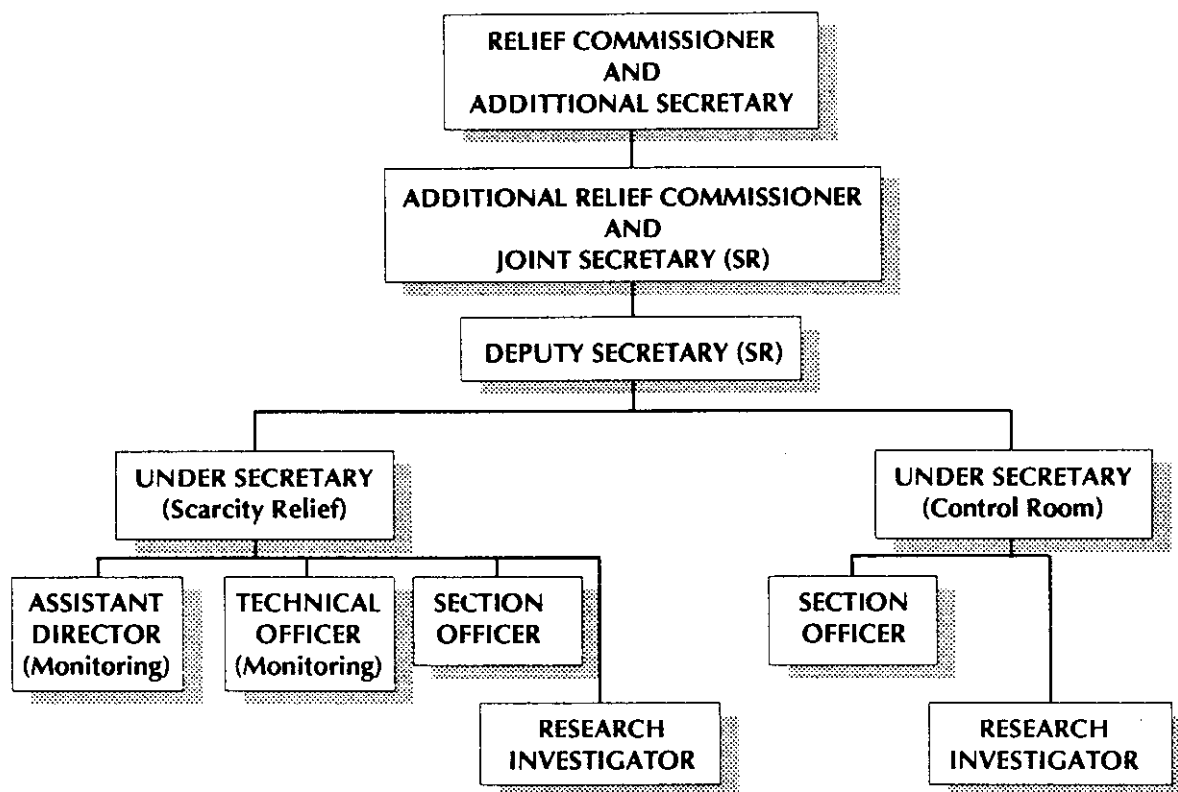 RELIEF COMMISSIONER
AND
ADDITTIONAL SECRETARY
ADDITIONAL RELIEF COMMISSIONER
AND
JOINT SECRETARY (SR)
DEPUTY SECRETARY (SR)
UNDER SECRETARY
(Scarcity Relief)
UNDER SECRETARY
(Control Room)
ASSISTANT
DIRECTOR
(Monitoring)
TECHNICAL
OFFICER
(Monitoring)
SECTION
OFFICER
SECTION
OFFICER
RESEARCH
INVESTIGATOR
RESEARCH
INVESTIGATOR